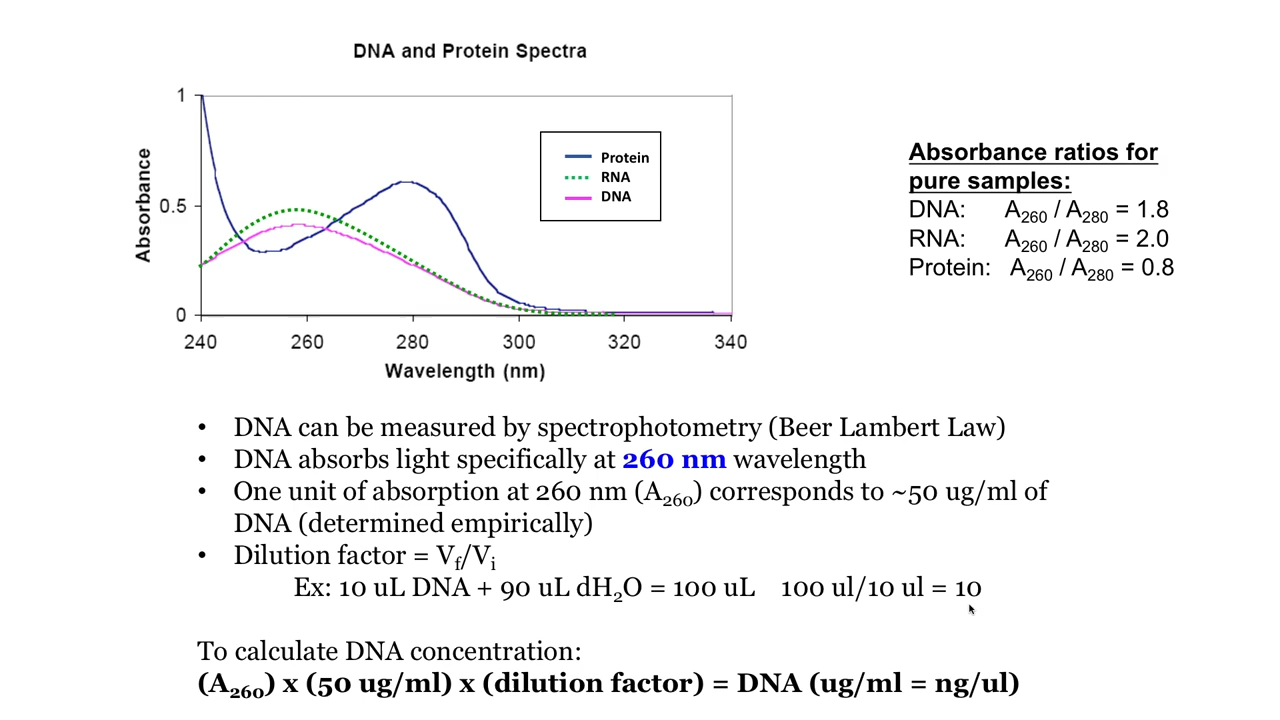 DNA and Protein Spectra
1
0.5
0
Absorbance
240 260 280 300 320 340
Wavelength (nm)
Protein
RNA
DNA
Absorbance ratios for
pure samples:
DNA: A260 / A280 = 1.8
RNA: A260 / A280 = 2.0
Protein: A260 / A280 = 0.8
• DNA can be measured by spectrophotometry (Beer Lambert Law)
• DNA absorbs light specifically at 260 nm wavelength
• One unit of absorption at 260 nm (A260) corresponds to ~50 ug/ml of
DNA (determined empirically)
• Dilution factor = Vf/Vi
Ex: 10 uL DNA + 90 uL dH2O = 100 uL 100 ul/10 ul = 10
To calculate DNA concentration:
(A260) x (50 ug/ml) x (dilution factor) = DNA (ug/ml = ng/ul)